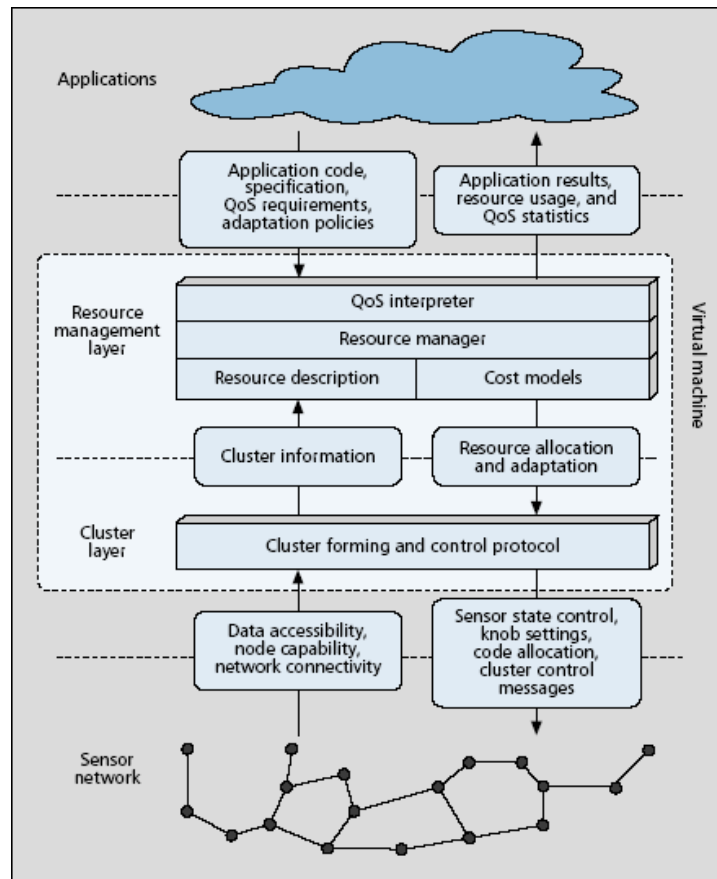 Applications
Application code,
specification,
QoS requirements,
adaptation policies
Application results,
resource usage, and
QoS statistics
Resource
management
layer
QoS interpreter
Resource manager
Resource description
Cost models
Virtual machine
Cluster information
Resource allocation
and adaptation
Cluster
layer
Cluster forming and control protocol
Data accessibility,
node capability,
network connectivity
Sensor state control,
knob settings,
code allocation,
cluster control
messages
Sensor
network